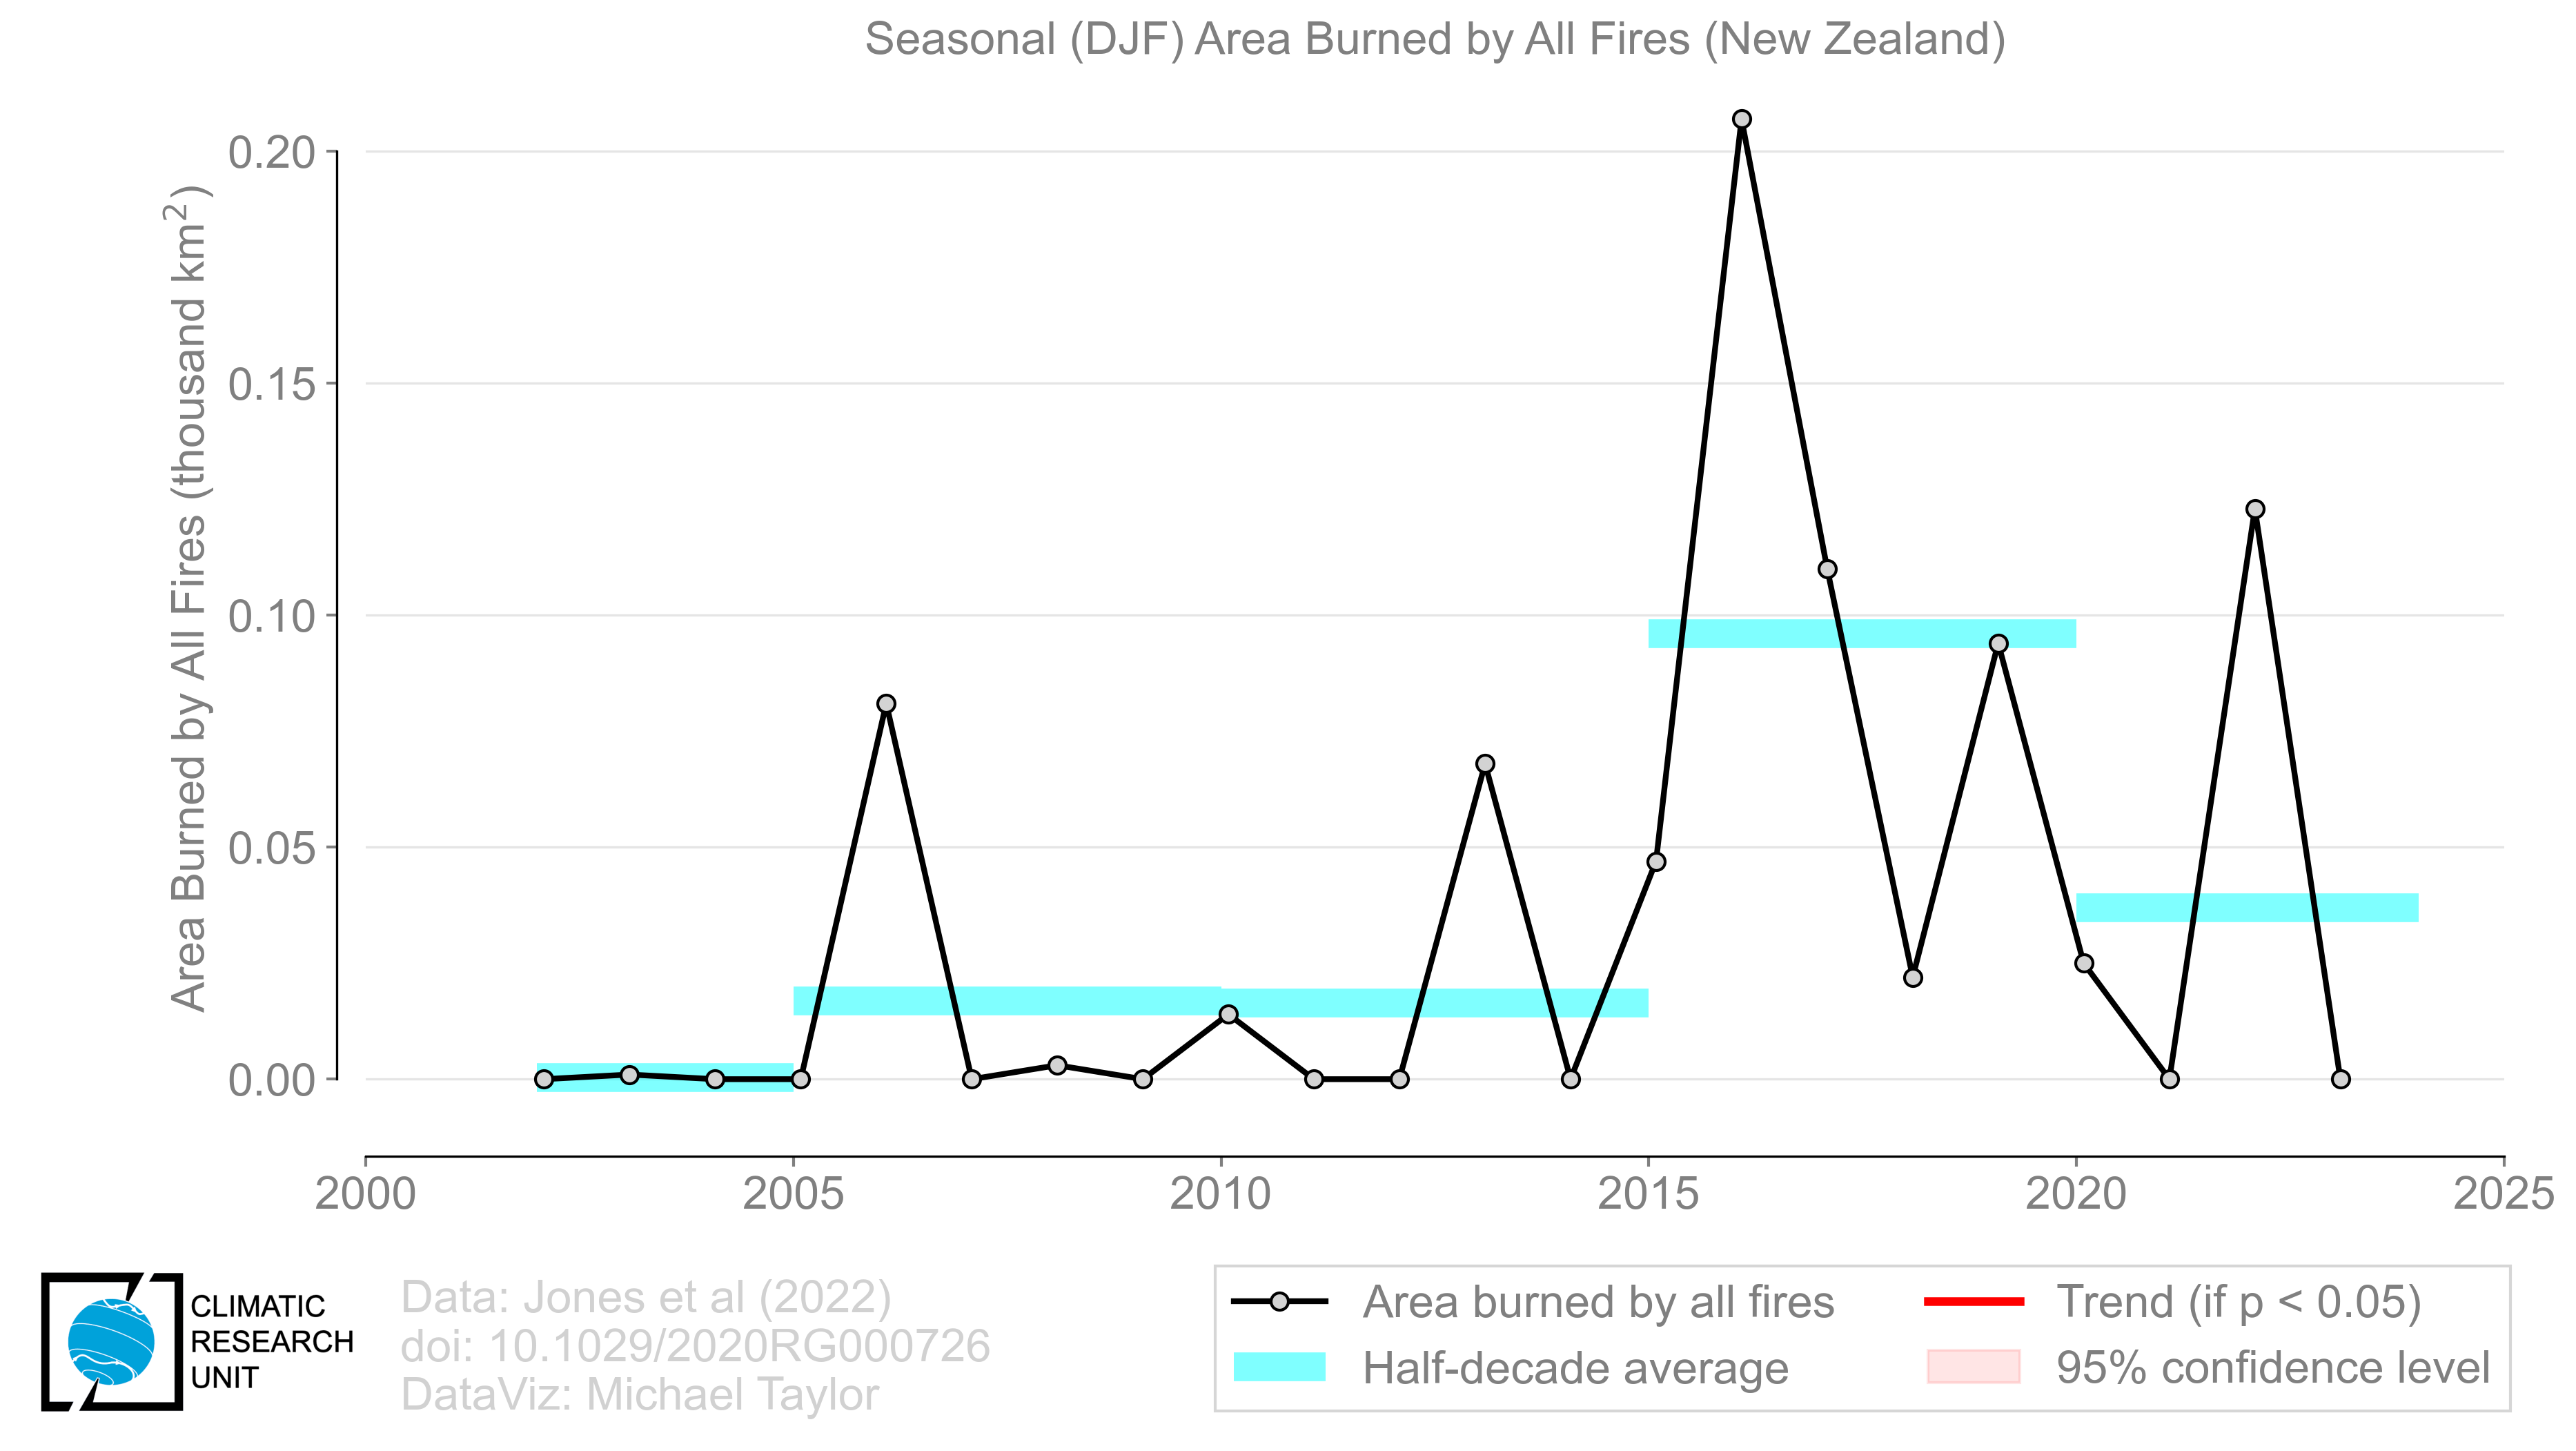 Seasonal (DJF) Area Burned by All Fires (New Zealand)
Area Burned by All Fires (thousand km²)
0.20
0.15
0.10
0.05
0.00
2000 2005 2010 2015 2020 2025
CLIMATIC
RESEARCH
UNIT
Data: Jones et al (2022)
doi: 10.1029/2020RG000726
DataViz: Michael Taylor
Area burned by all fires
Half-decade average
Trend (if p < 0.05)
95% confidence level